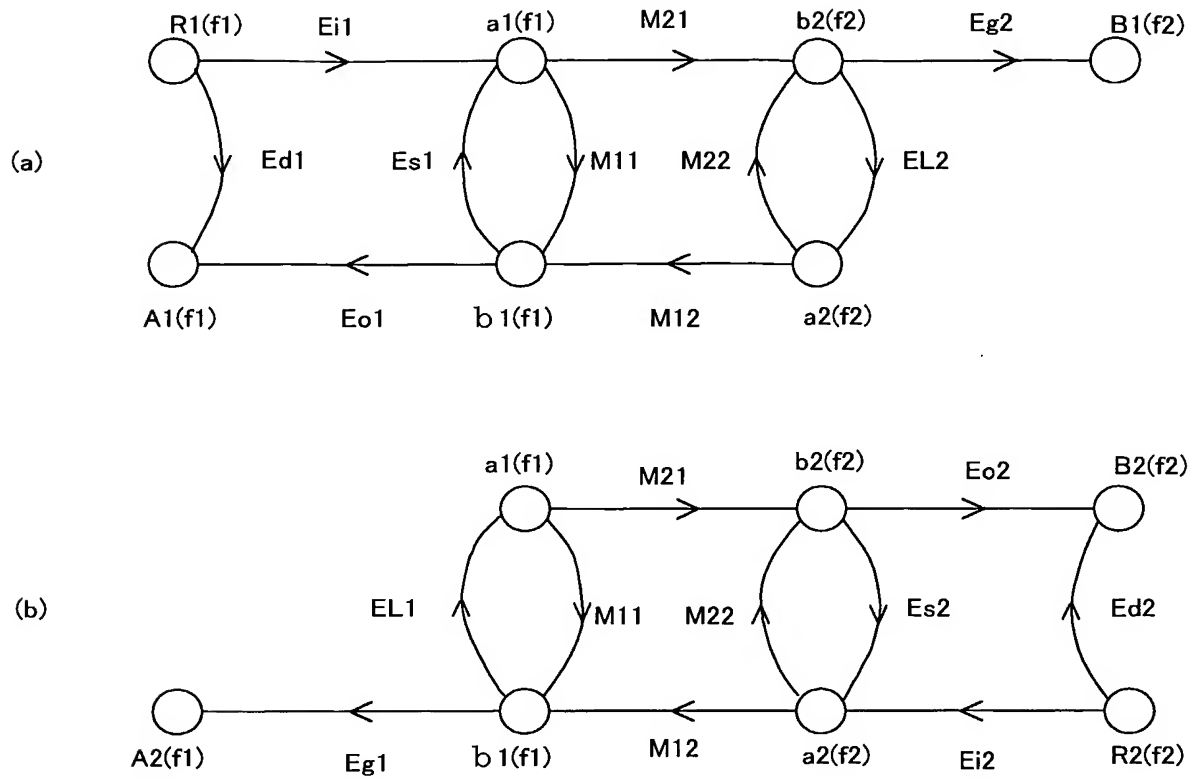 R1(f1) Ei1 a1(f1) M21 b2(f2) Eg2 B1(f2)
(a) Ed1 Es1 M11 M22 EL2
A1(f1) Eo1 b1(f1) M12 a2(f2)
a1(f1) M21 b2(f2) Eo2 B2(f2)
(b) EL1 M11 M22 Es2 Ed2
A2(f1) Eg1 b1(f1) M12 a2(f2) Ei2 R2(f2)